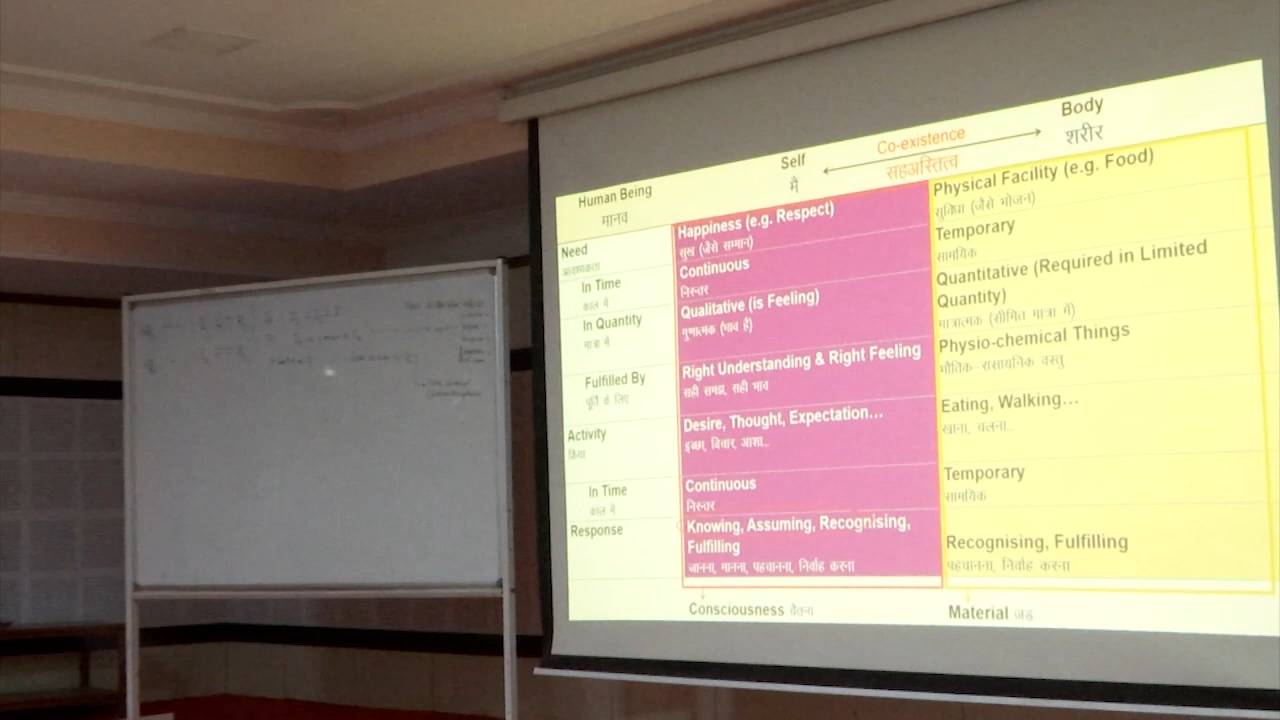 Body
शरीर
Co-existence
सहअस्तित्व
Self
मै
Human Being
मानव
Need
आवश्यकता
Happiness (e.g. Respect)
सुख (जैसे सम्मान)
Physical Facility (e.g. Food)
सुविधा (जैसे भोजन)
In Time
काल में
Continuous
निरन्तर
Temporary
सामयिक
In Quantity
मात्रा में
Qualitative (is Feeling)
गुणात्मक (भाव है)
Quantitative (Required in Limited
Quantity)
मात्रात्मक (सीमित मात्रा में)
Fulfilled By
पूर्ति के लिए
Right Understanding & Right Feeling
सही समझ, सही भाव
Physio-chemical Things
भौतिक-रासायनिक वस्तु
Activity
क्रिया
Desire, Thought, Expectation…
इच्छा, विचार, आशा…
Eating, Walking…
खाना, चलना…
In Time
काल में
Continuous
निरन्तर
Temporary
सामयिक
Response
Knowing, Assuming, Recognising,
Fulfilling
जानना, मानना, पहचानना, निर्वाह करना
Recognising, Fulfilling
पहचानना, निर्वाह करना
Consciousness चैतन्य
Material जड़